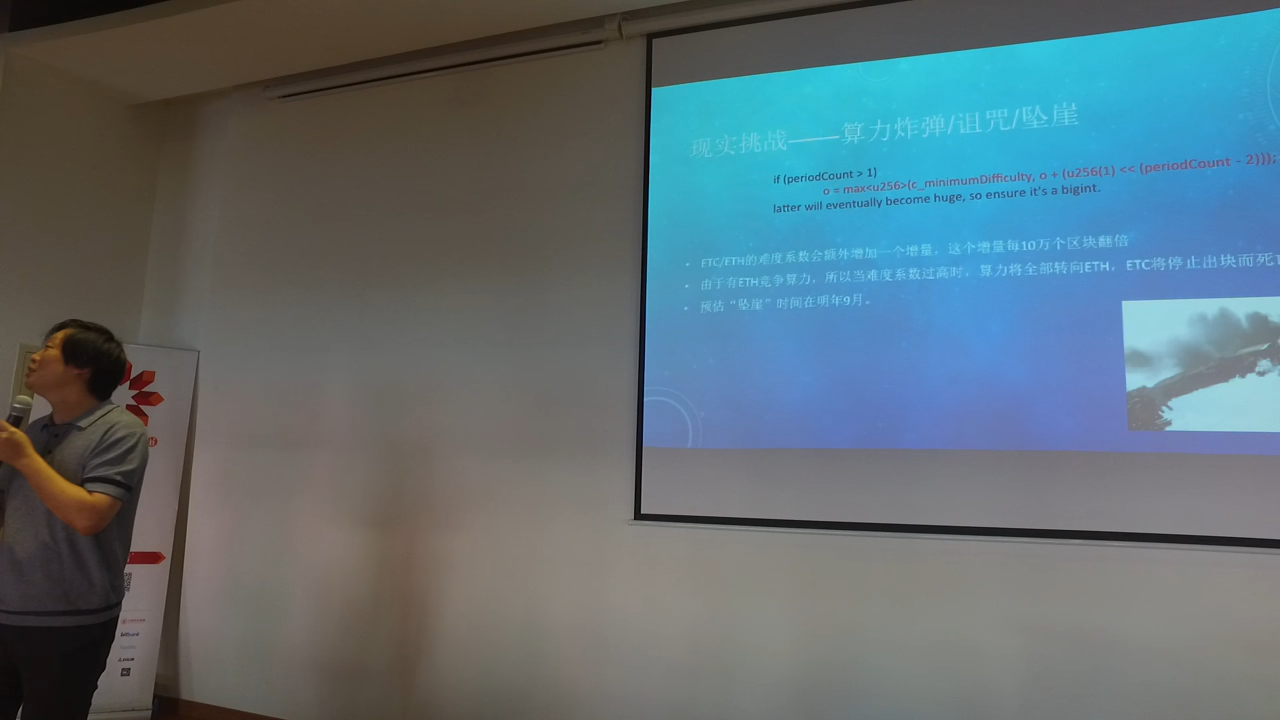 现实挑战——算力炸弹/诅咒/坠崖
if (periodCount > 1)
o = max<u256>(c_minimumDifficulty, o + (u256(1) << (periodCount - 2)));
latter will eventually become huge, so ensure it's a bigint.
• ETC/ETH的难度系数会额外增加一个增量，这个增量每10万个区块翻倍
• 由于有ETH竞争算力，所以当难度系数过高时，算力将全部转向ETH，ETC将停止出块而死
• 预估“坠崖”时间在明年9月。